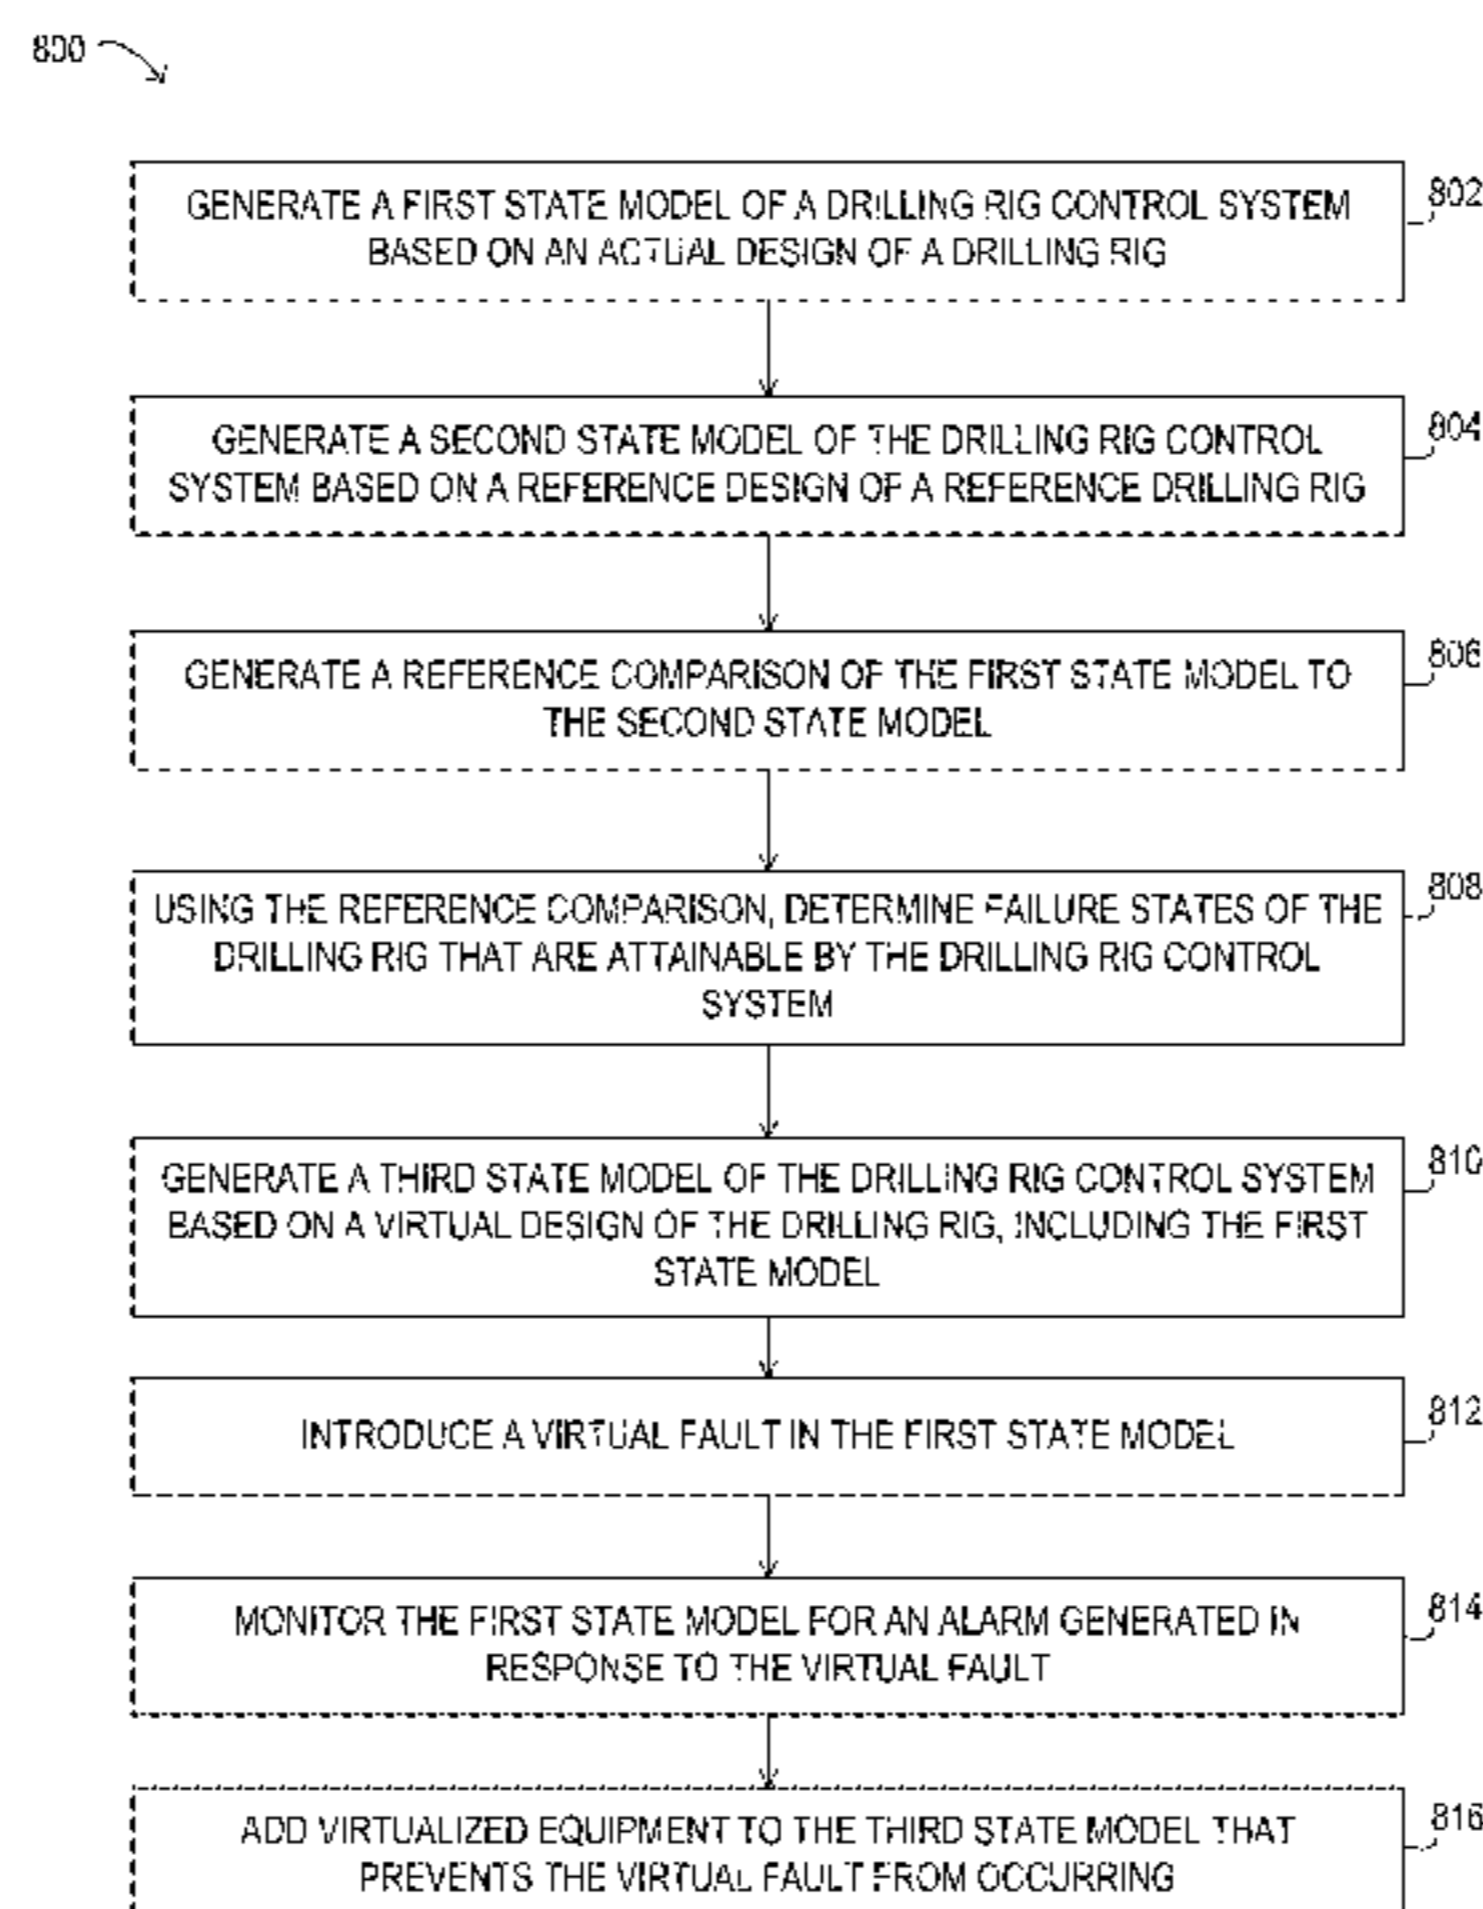 800
GENERATE A FIRST STATE MODEL OF A DRILLING RIG CONTROL SYSTEM
BASED ON AN ACTUAL DESIGN OF A DRILLING RIG
802
GENERATE A SECOND STATE MODEL OF THE DRILLING RIG CONTROL
SYSTEM BASED ON A REFERENCE DESIGN OF A REFERENCE DRILLING RIG
804
GENERATE A REFERENCE COMPARISON OF THE FIRST STATE MODEL TO
THE SECOND STATE MODEL
806
USING THE REFERENCE COMPARISON, DETERMINE FAILURE STATES OF THE
DRILLING RIG THAT ARE ATTAINABLE BY THE DRILLING RIG CONTROL
SYSTEM
808
GENERATE A THIRD STATE MODEL OF THE DRILLING RIG CONTROL SYSTEM
BASED ON A VIRTUAL DESIGN OF THE DRILLING RIG, INCLUDING THE FIRST
STATE MODEL
810
INTRODUCE A VIRTUAL FAULT IN THE FIRST STATE MODEL
812
MONITOR THE FIRST STATE MODEL FOR AN ALARM GENERATED IN
RESPONSE TO THE VIRTUAL FAULT
814
ADD VIRTUALIZED EQUIPMENT TO THE THIRD STATE MODEL THAT
PREVENTS THE VIRTUAL FAULT FROM OCCURRING
816